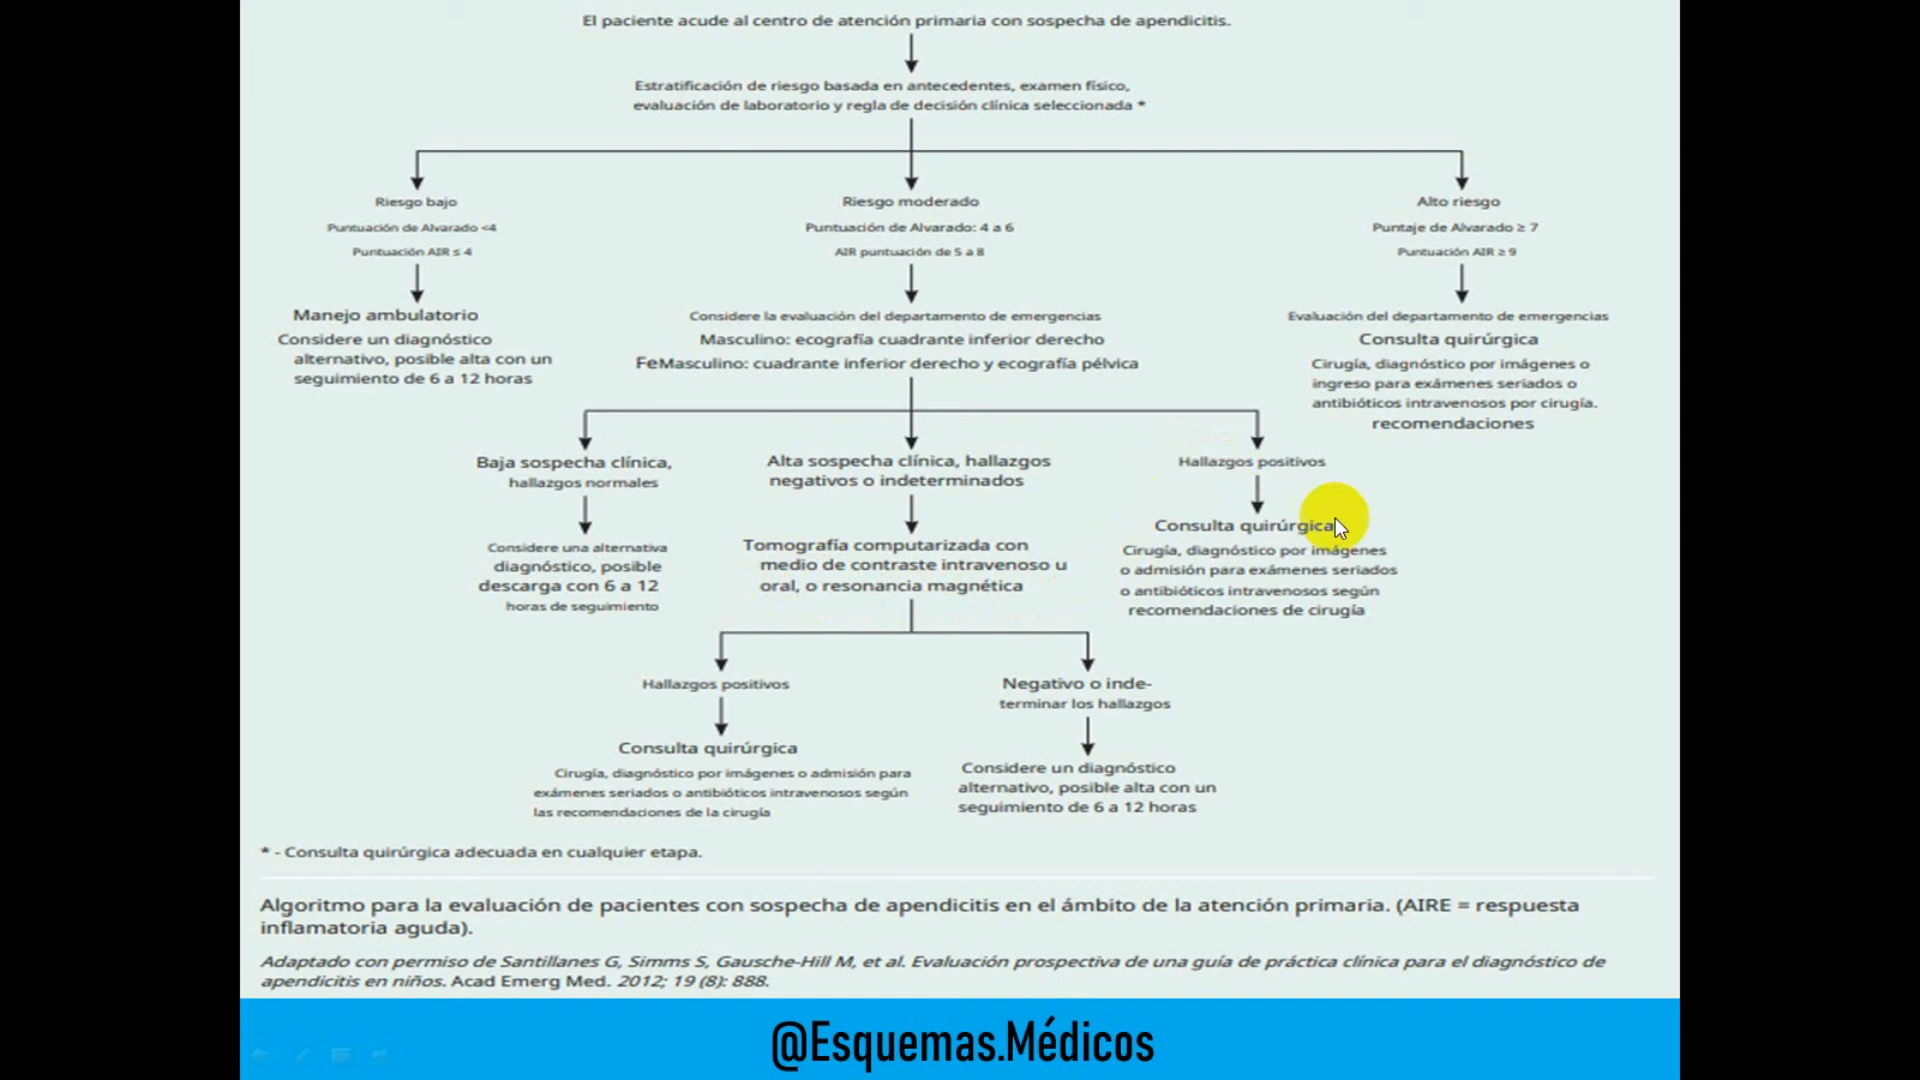 El paciente acude al centro de atención primaria con sospecha de apendicitis.
Estratificación de riesgo basada en antecedentes, examen físico,
evaluación de laboratorio y regla de decisión clínica seleccionada *
Riesgo bajo
Puntuación de Alvarado <4
Puntuación AIR ≤ 4
Manejo ambulatorio
Considere un diagnóstico
alternativo, posible alta con un
seguimiento de 6 a 12 horas
Riesgo moderado
Puntuación de Alvarado: 4 a 6
AIR puntuación de 5 a 8
Considere la evaluación del departamento de emergencias
Masculino: ecografía cuadrante inferior derecho
FeMasculino: cuadrante inferior derecho y ecografía pélvica
Alto riesgo
Puntaje de Alvarado ≥ 7
Puntuación AIR ≥ 9
Evaluación del departamento de emergencias
Consulta quirúrgica
Cirugía, diagnóstico por imágenes o
ingreso para exámenes seriados o
antibióticos intravenosos por cirugía.
recomendaciones
Baja sospecha clínica,
hallazgos normales
Considere una alternativa
diagnóstico, posible
descarga con 6 a 12
horas de seguimiento
Alta sospecha clínica, hallazgos
negativos o indeterminados
Tomografía computarizada con
medio de contraste intravenoso u
oral, o resonancia magnética
Hallazgos positivos
Consulta quirúrgica
Cirugía, diagnóstico por imágenes
o admisión para exámenes seriados
o antibióticos intravenosos según
recomendaciones de cirugía
Hallazgos positivos
Consulta quirúrgica
Cirugía, diagnóstico por imágenes o admisión para
exámenes seriados o antibióticos intravenosos según
las recomendaciones de la cirugía
Negativo o inde-
terminar los hallazgos
Considere un diagnóstico
alternativo, posible alta con un
seguimiento de 6 a 12 horas
* - Consulta quirúrgica adecuada en cualquier etapa.
Algoritmo para la evaluación de pacientes con sospecha de apendicitis en el ámbito de la atención primaria. (AIRE = respuesta
inflamatoria aguda).
Adaptado con permiso de Santillanes G, Simms S, Gausche-Hill M, et al. Evaluación prospectiva de una guía de práctica clínica para el diagnóstico de
apendicitis en niños. Acad Emerg Med. 2012; 19 (8): 888.
@Esquemas.Médicos